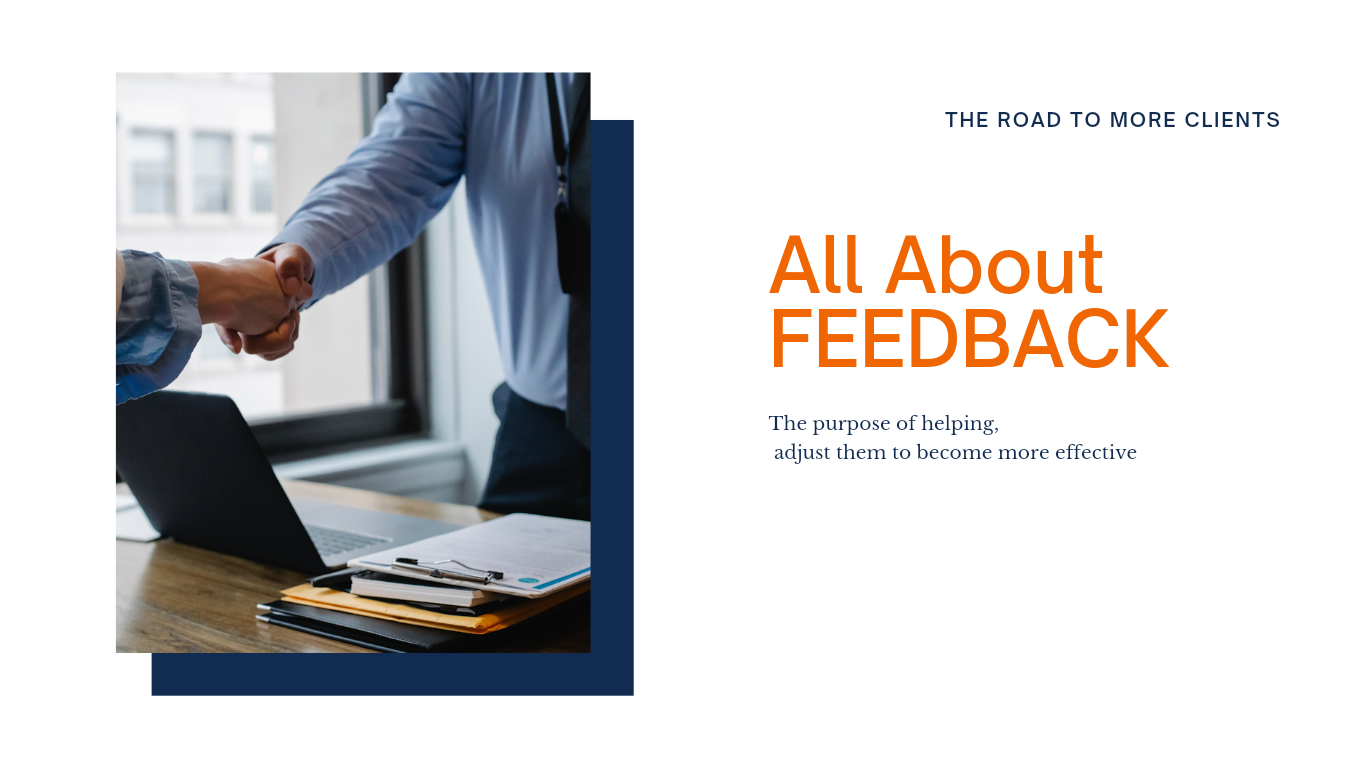 THE ROAD TO MORE CLIENTS
All About
FEEDBACK
The purpose of helping,
adjust them to become more effective